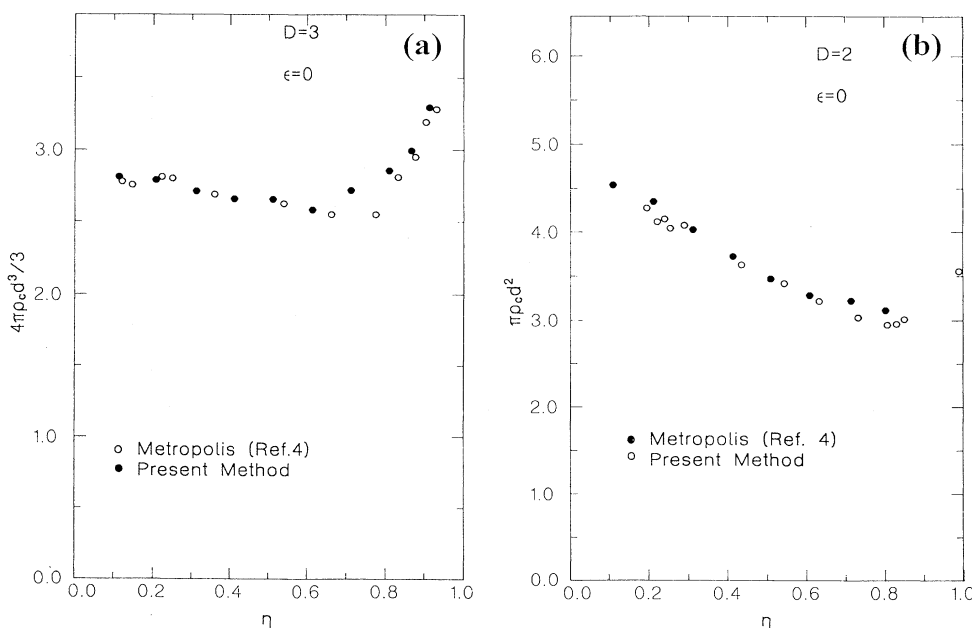 (a)
D=3
ϵ=0
3.0
2.0
1.0
0.0
4πρcd³/3
○ Metropolis (Ref.4)
● Present Method
0.0 0.2 0.4 0.6 0.8 1.0
η
(b)
D=2
ϵ=0
6.0
5.0
4.0
3.0
2.0
1.0
0.0
πρcd²
● Metropolis (Ref. 4)
○ Present Method
0.0 0.2 0.4 0.6 0.8 1.0
η